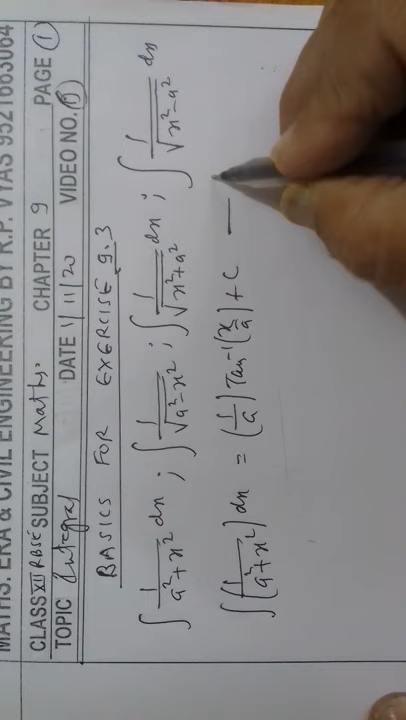 MATHS. ERA & CIVIL ENGINEERING BY R.P. VYAS 9521663064
CLASS XII RBSE SUBJECT Maths. CHAPTER 9 PAGE (1)
TOPIC Integral DATE 1/11/20 VIDEO NO.
BASICS FOR EXERCISE 9.3
∫ 1/(a²+x²) dx ; ∫ 1/√(a²-x²) ; ∫ 1/√(x²+a²) dx ; ∫ 1/√(x²-a²) dx
∫(1/(a²+x²)) dx = (1/a) Tan⁻¹(x/a) + C —